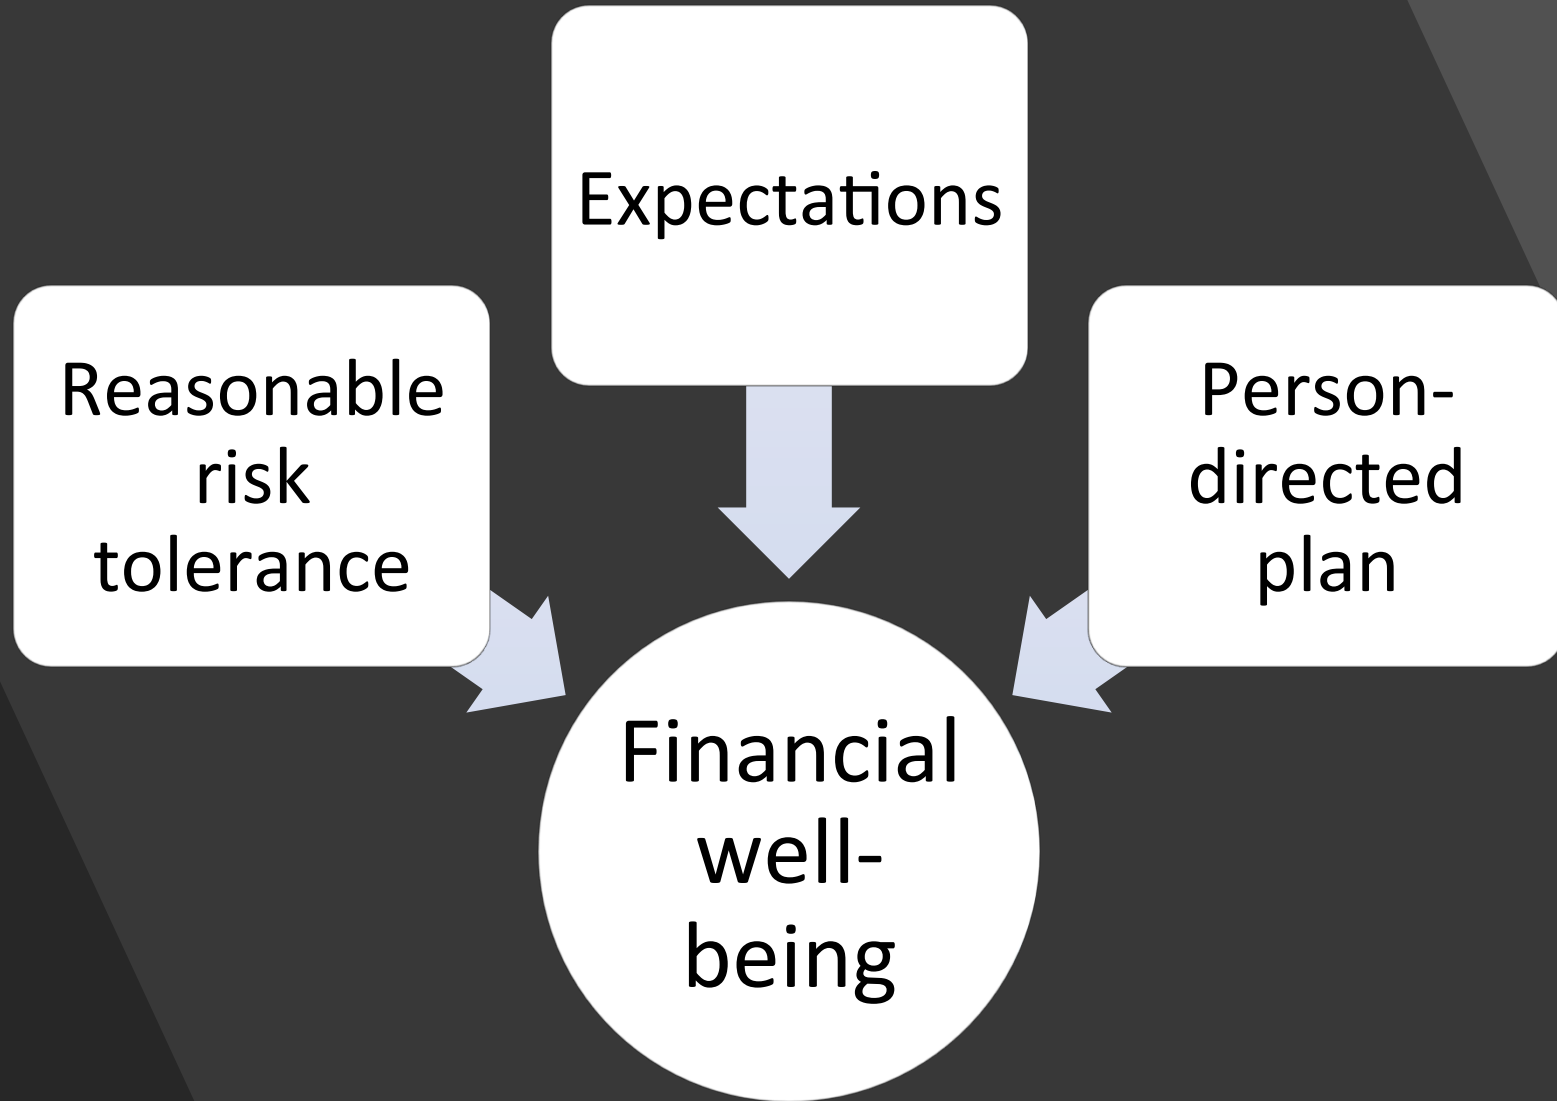 Expectations
Reasonable
risk
tolerance
Person-
directed
plan
Financial
well-
being